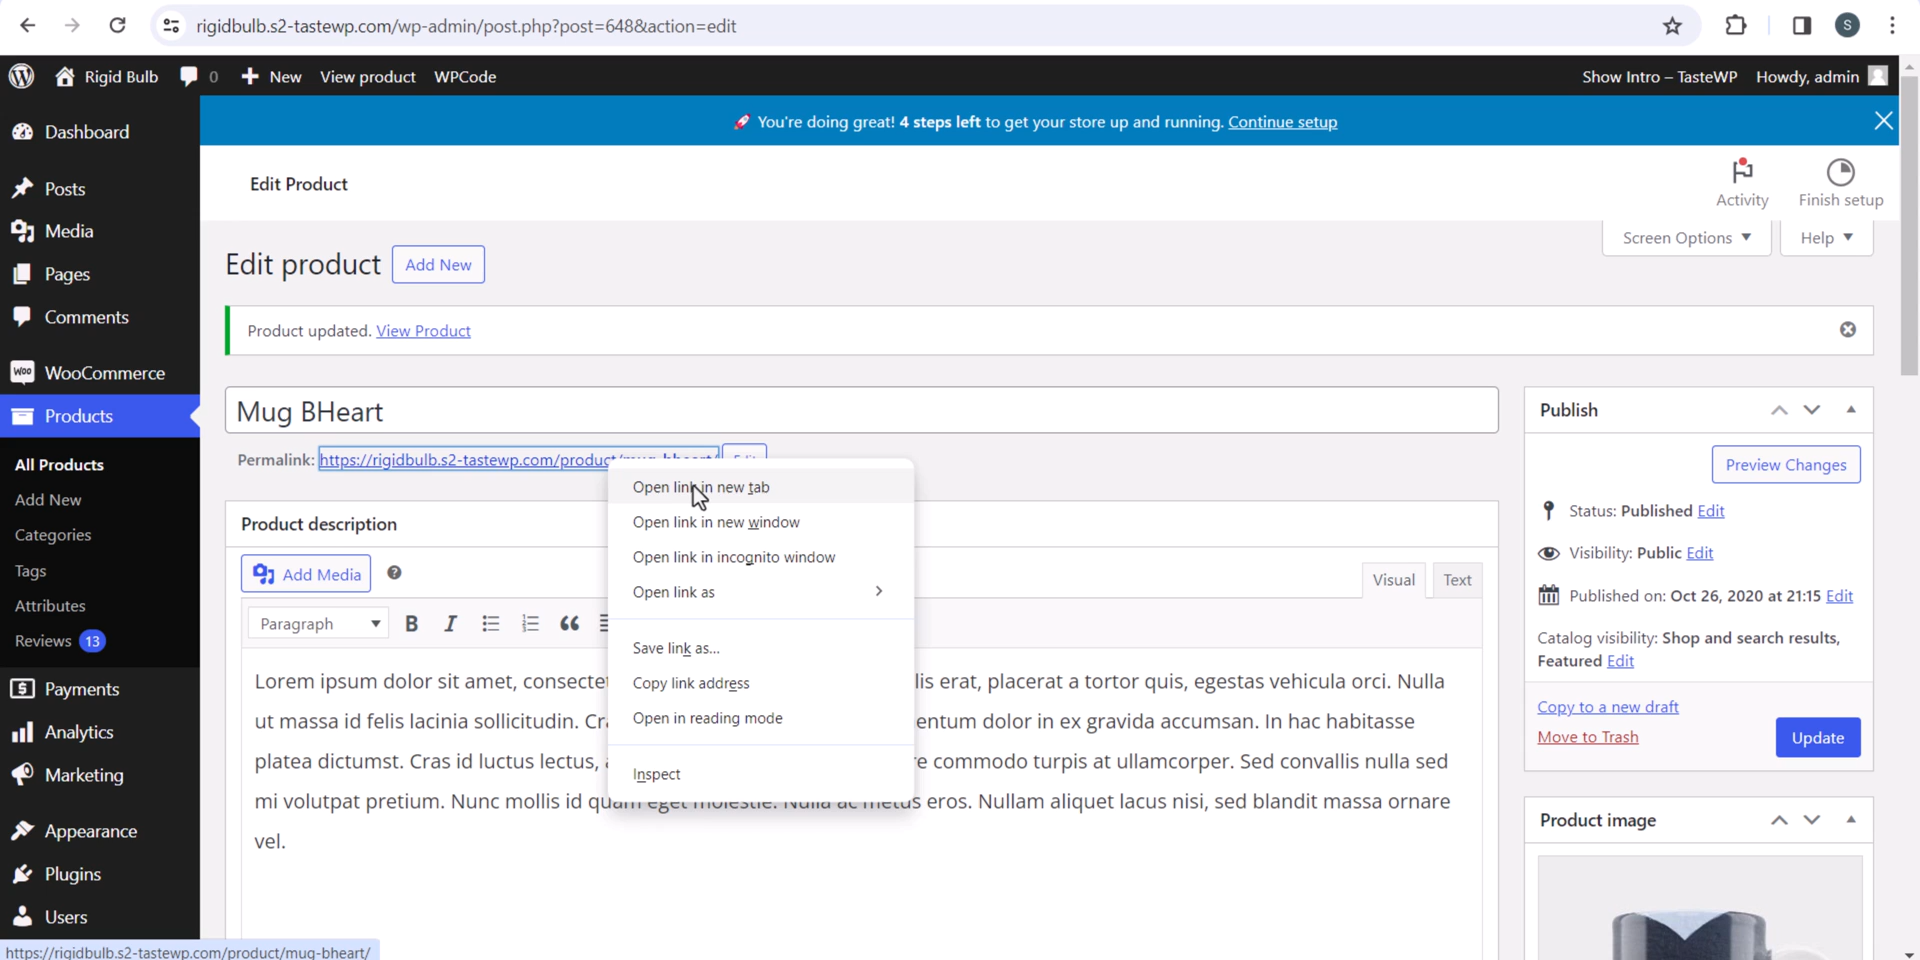 rigidbulb.s2-tastewp.com/wp-admin/post.php?post=648&action=edit
S
Rigid Bulb 0 New View product WPCode Show Intro – TasteWP Howdy, admin
🚀 You're doing great! 4 steps left to get your store up and running. Continue setup
Dashboard
Posts
Media
Pages
Comments
Woo WooCommerce
Products
All Products
Add New
Categories
Tags
Attributes
Reviews 13
Payments
Analytics
Marketing
Appearance
Plugins
Users
Edit Product
Activity Finish setup
Screen Options ▼ Help ▼
Edit product Add New
Product updated. View Product
Mug BHeart
Permalink: https://rigidbulb.s2-tastewp.com/product/mug-bheart/ Edit
Product description
Add Media
Visual Text
Paragraph
Lorem ipsum dolor sit amet, lis erat, placerat a tortor quis, egestas vehicula orci. Nulla
ut massa id felis lacinia sollicitudin. entum dolor in ex gravida accumsan. In hac habitasse
platea dictumst. Cras id luctus lectus, e commodo turpis at ullamcorper. Sed convallis nulla sed
mi volutpat pretium. Nunc mollis id quam eget molestie. Nulla ac metus eros. Nullam aliquet lacus nisi, sed blandit massa ornare
vel.
Open link in new tab
Open link in new window
Open link in incognito window
Open link as
Save link as...
Copy link address
Open in reading mode
Inspect
Publish
Preview Changes
Status: Published Edit
Visibility: Public Edit
Published on: Oct 26, 2020 at 21:15 Edit
Catalog visibility: Shop and search results,
Featured Edit
Copy to a new draft
Move to Trash
Update
Product image
https://rigidbulb.s2-tastewp.com/product/mug-bheart/